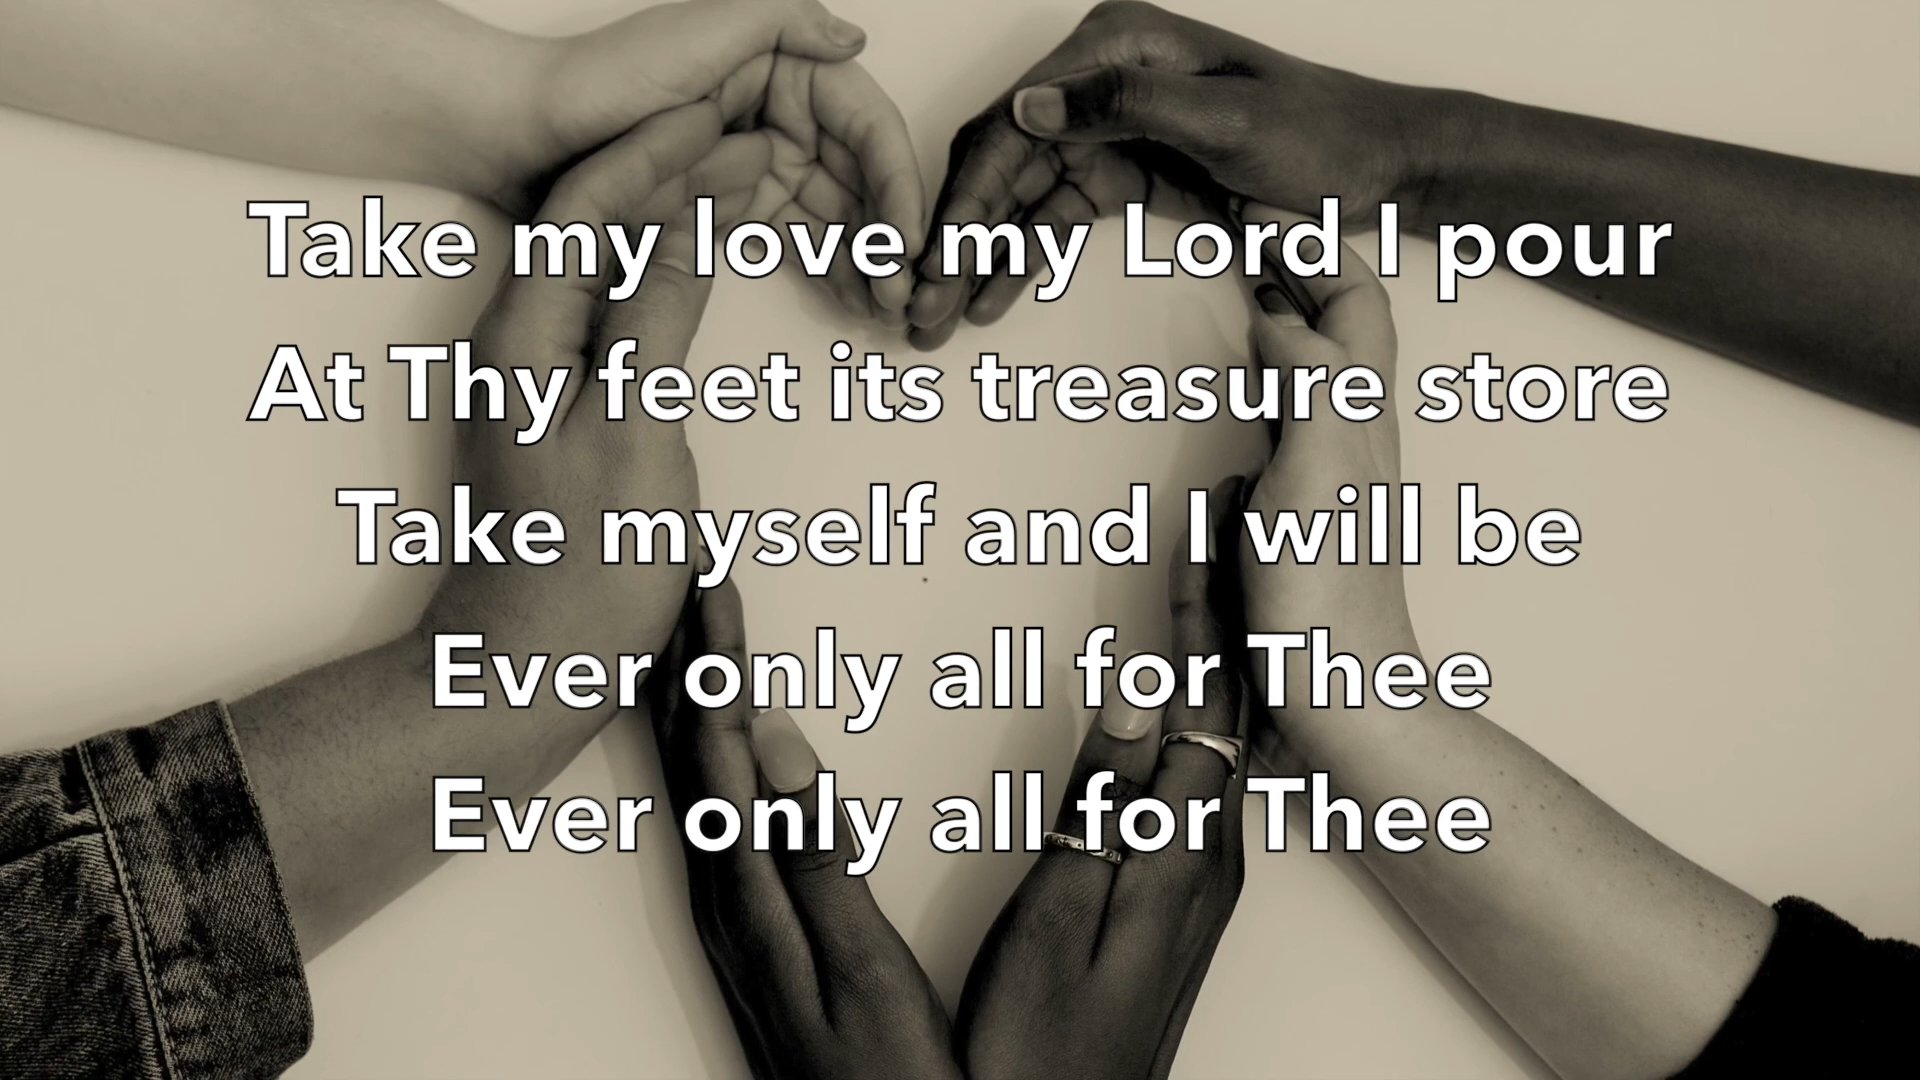 Take my love my Lord I pour
At Thy feet its treasure store
Take myself and I will be
Ever only all for Thee
Ever only all for Thee